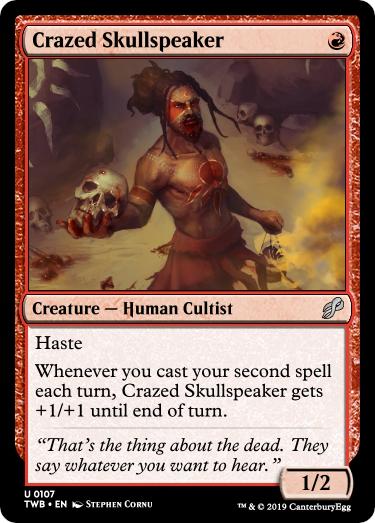 Crazed Skullspeaker
Creature — Human Cultist
Haste
Whenever you cast your second spell
each turn, Crazed Skullspeaker gets
+1/+1 until end of turn.
“That’s the thing about the dead. They
say whatever you want to hear.”
1/2
U 0107
TWB • EN Stephen Cornu
™ & © 2019 CanterburyEgg